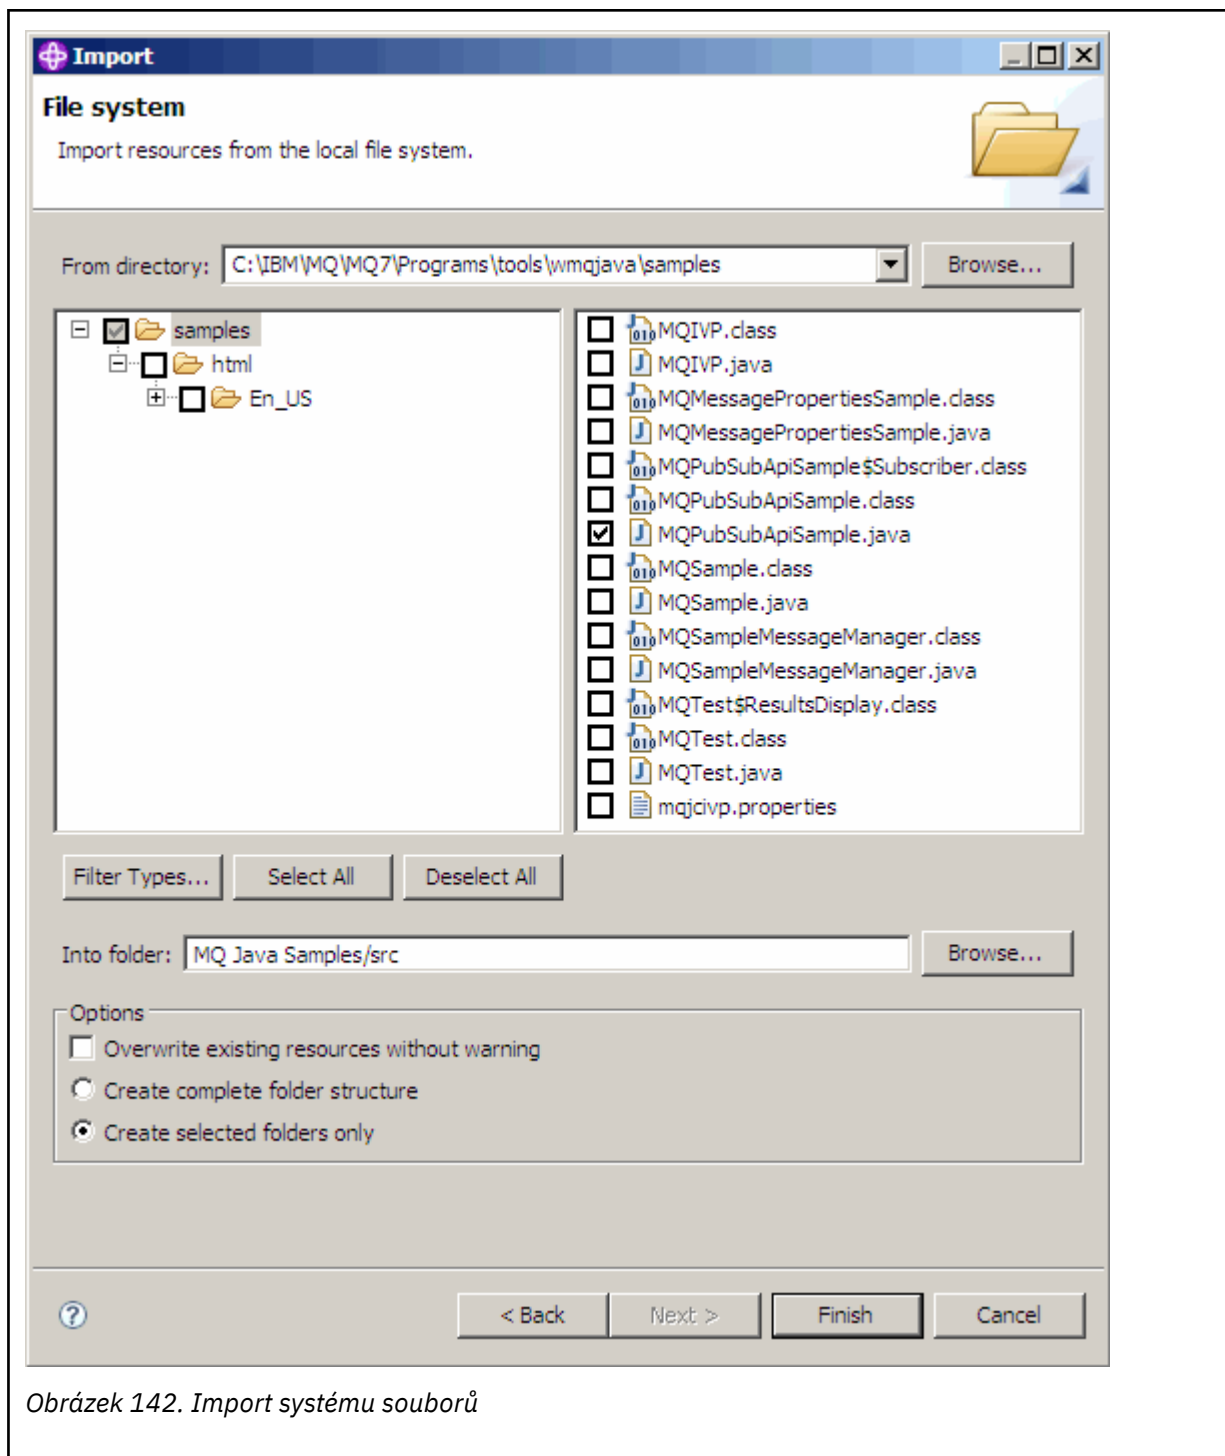 Import
File system
Import resources from the local file system.
From directory: C:\IBM\MQ\MQ7\Programs\tools\wmqjava\samples Browse...
samples
html
En_US
MQIVP.class
MQIVP.java
MQMessagePropertiesSample.class
MQMessagePropertiesSample.java
MQPubSubApiSample$Subscriber.class
MQPubSubApiSample.class
MQPubSubApiSample.java
MQSample.class
MQSample.java
MQSampleMessageManager.class
MQSampleMessageManager.java
MQTest$ResultsDisplay.class
MQTest.class
MQTest.java
mqjcivp.properties
Filter Types... Select All Deselect All
Into folder: MQ Java Samples/src Browse...
Options
Overwrite existing resources without warning
Create complete folder structure
Create selected folders only
? < Back Next > Finish Cancel
Obrázek 142. Import systému souborů